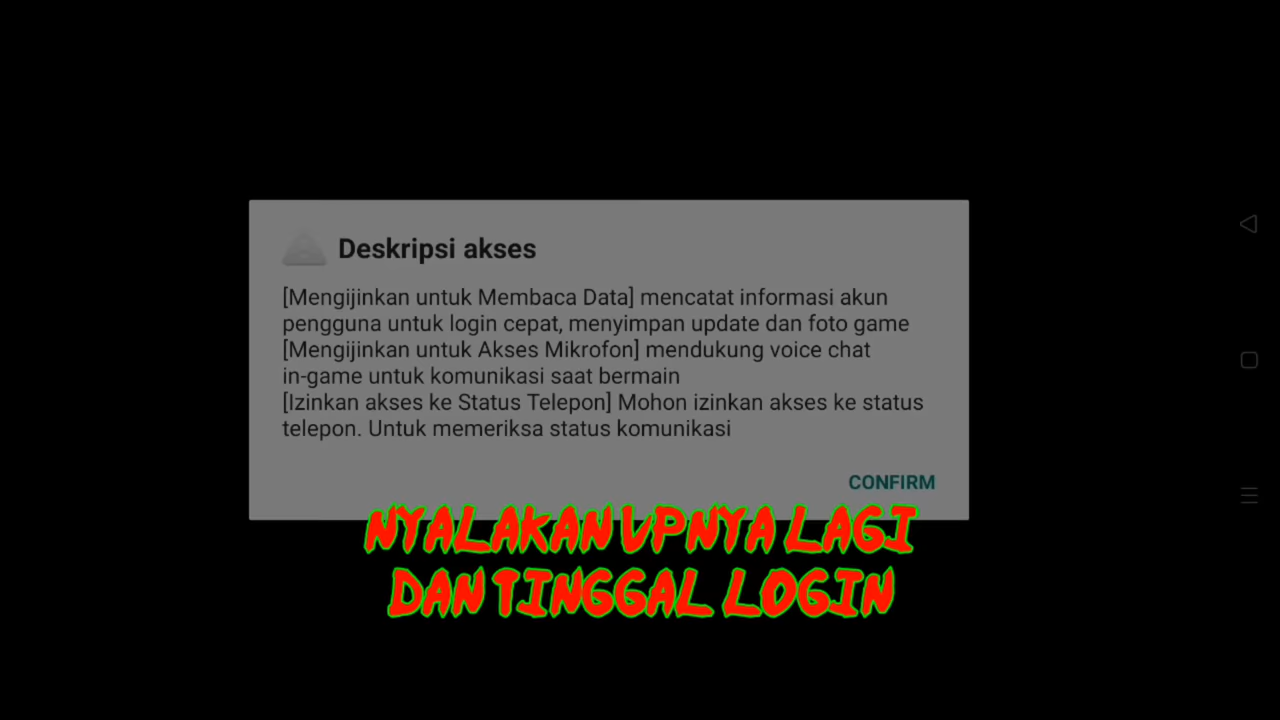 Deskripsi akses
[Mengijinkan untuk Membaca Data] mencatat informasi akun
pengguna untuk login cepat, menyimpan update dan foto game
[Mengijinkan untuk Akses Mikrofon] mendukung voice chat
in-game untuk komunikasi saat bermain
[Izinkan akses ke Status Telepon] Mohon izinkan akses ke status
telepon. Untuk memeriksa status komunikasi
CONFIRM
NYALAKAN VPNYA LAGI
DAN TINGGAL LOGIN